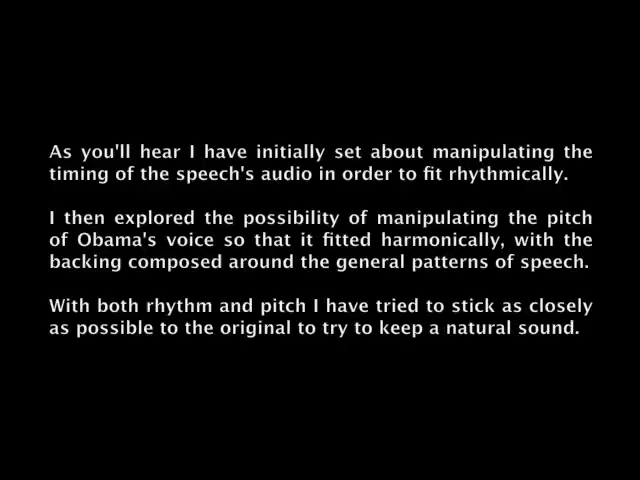 As you'll hear I have initially set about manipulating the
timing of the speech's audio in order to fit rhythmically.
I then explored the possibility of manipulating the pitch
of Obama's voice so that it fitted harmonically, with the
backing composed around the general patterns of speech.
With both rhythm and pitch I have tried to stick as closely
as possible to the original to try to keep a natural sound.